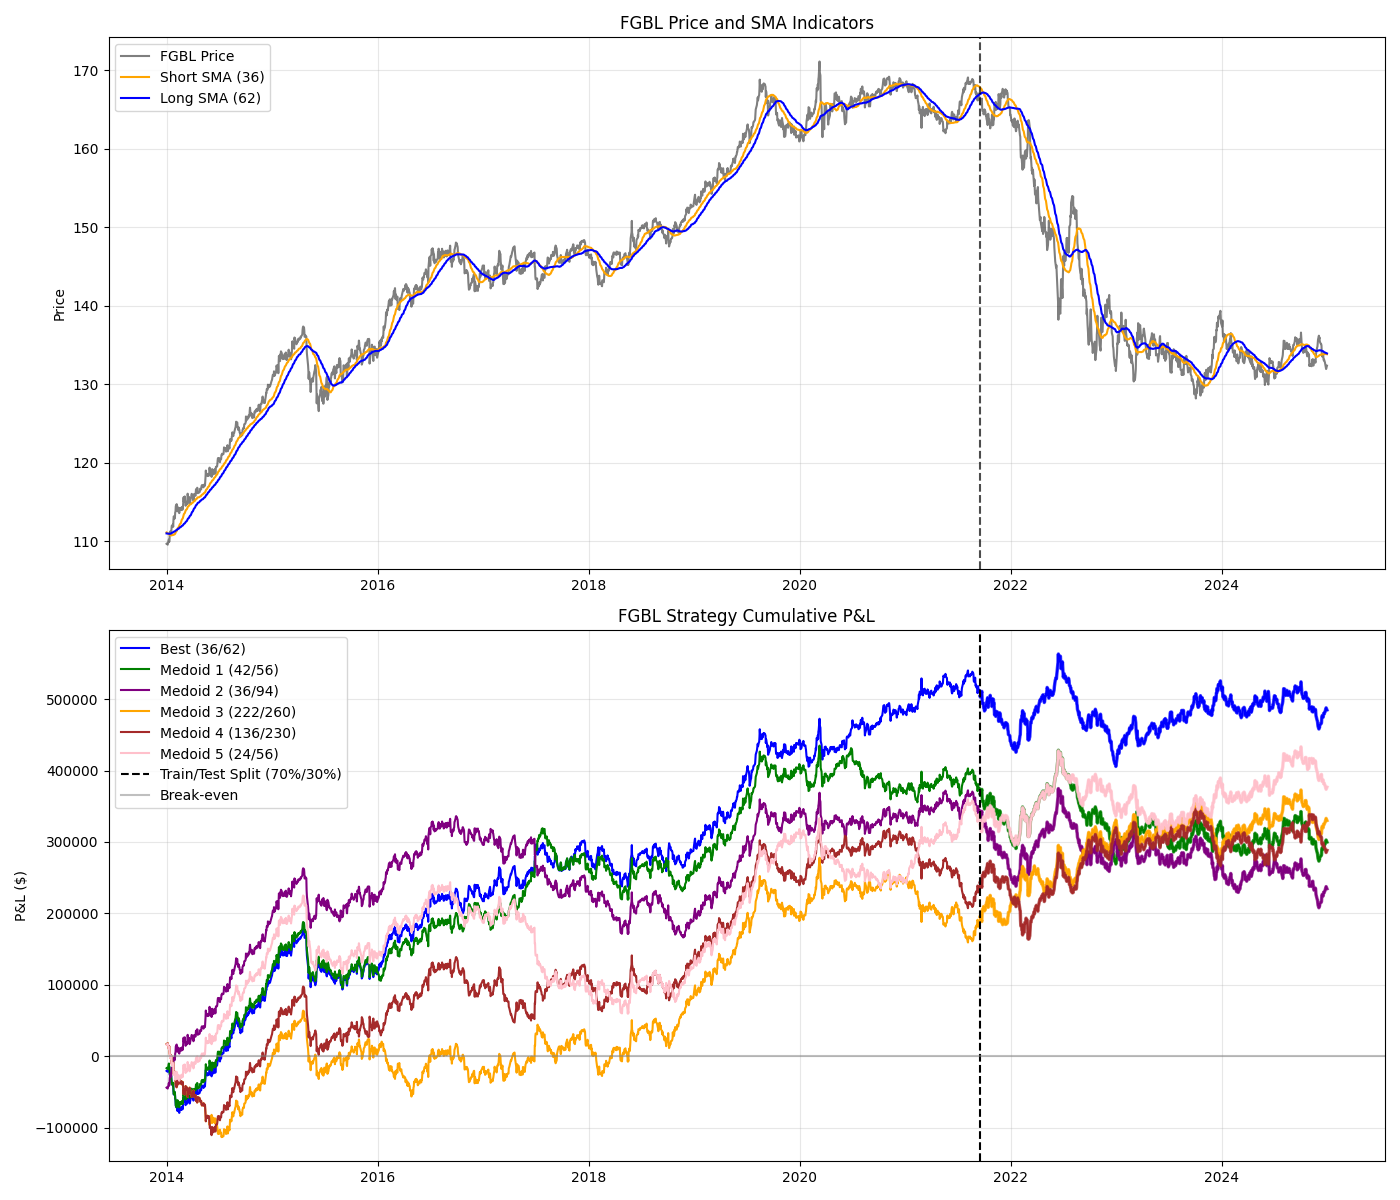 FGBL Price and SMA Indicators
FGBL Price
Short SMA (36)
Long SMA (62)
Price
170
160
150
140
130
120
110
2014
2016
2018
2020
2022
2024
FGBL Strategy Cumulative P&L
Best (36/62)
Medoid 1 (42/56)
Medoid 2 (36/94)
Medoid 3 (222/260)
Medoid 4 (136/230)
Medoid 5 (24/56)
Train/Test Split (70%/30%)
Break-even
P&L ($)
500000
400000
300000
200000
100000
0
−100000
2014
2016
2018
2020
2022
2024